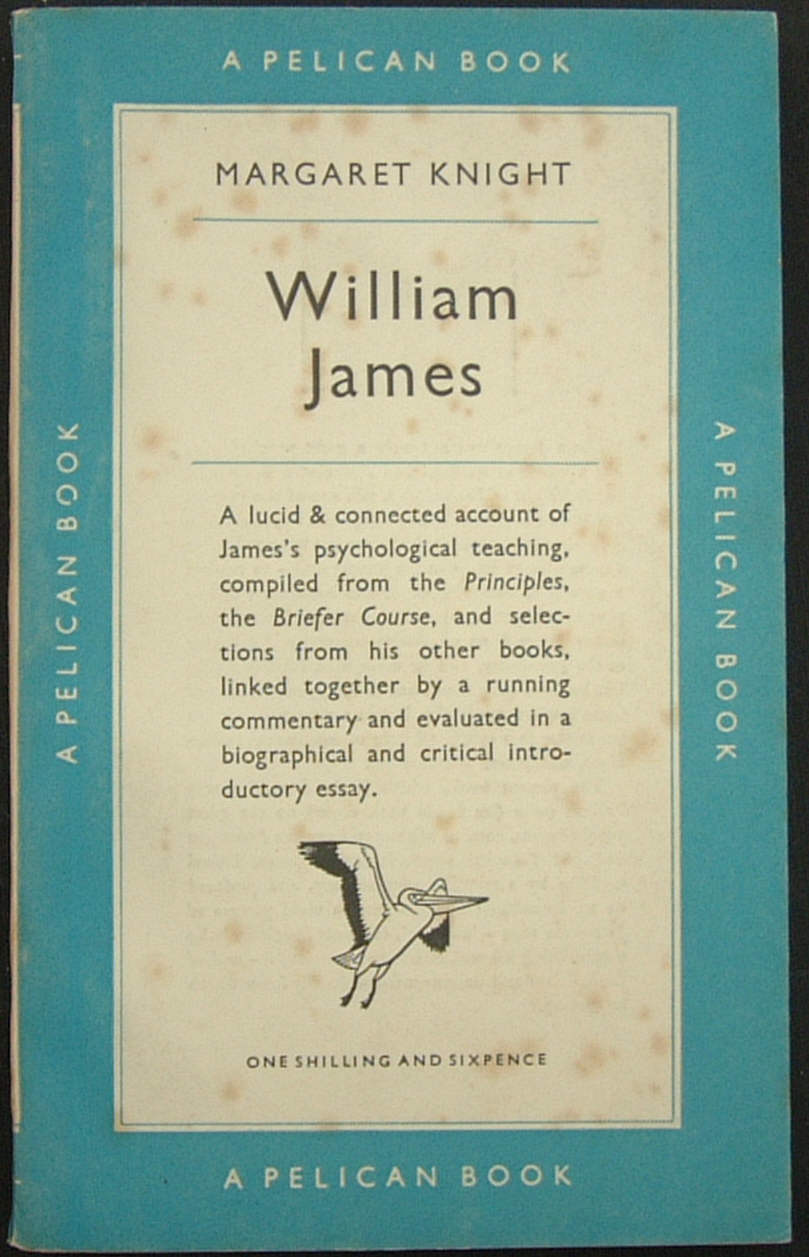 A PELICAN BOOK
MARGARET KNIGHT
William
James
A lucid & connected account of
James's psychological teaching,
compiled from the Principles,
the Briefer Course, and selec-
tions from his other books,
linked together by a running
commentary and evaluated in a
biographical and critical intro-
ductory essay.
ONE SHILLING AND SIXPENCE
A PELICAN BOOK
A PELICAN BOOK
A PELICAN BOOK